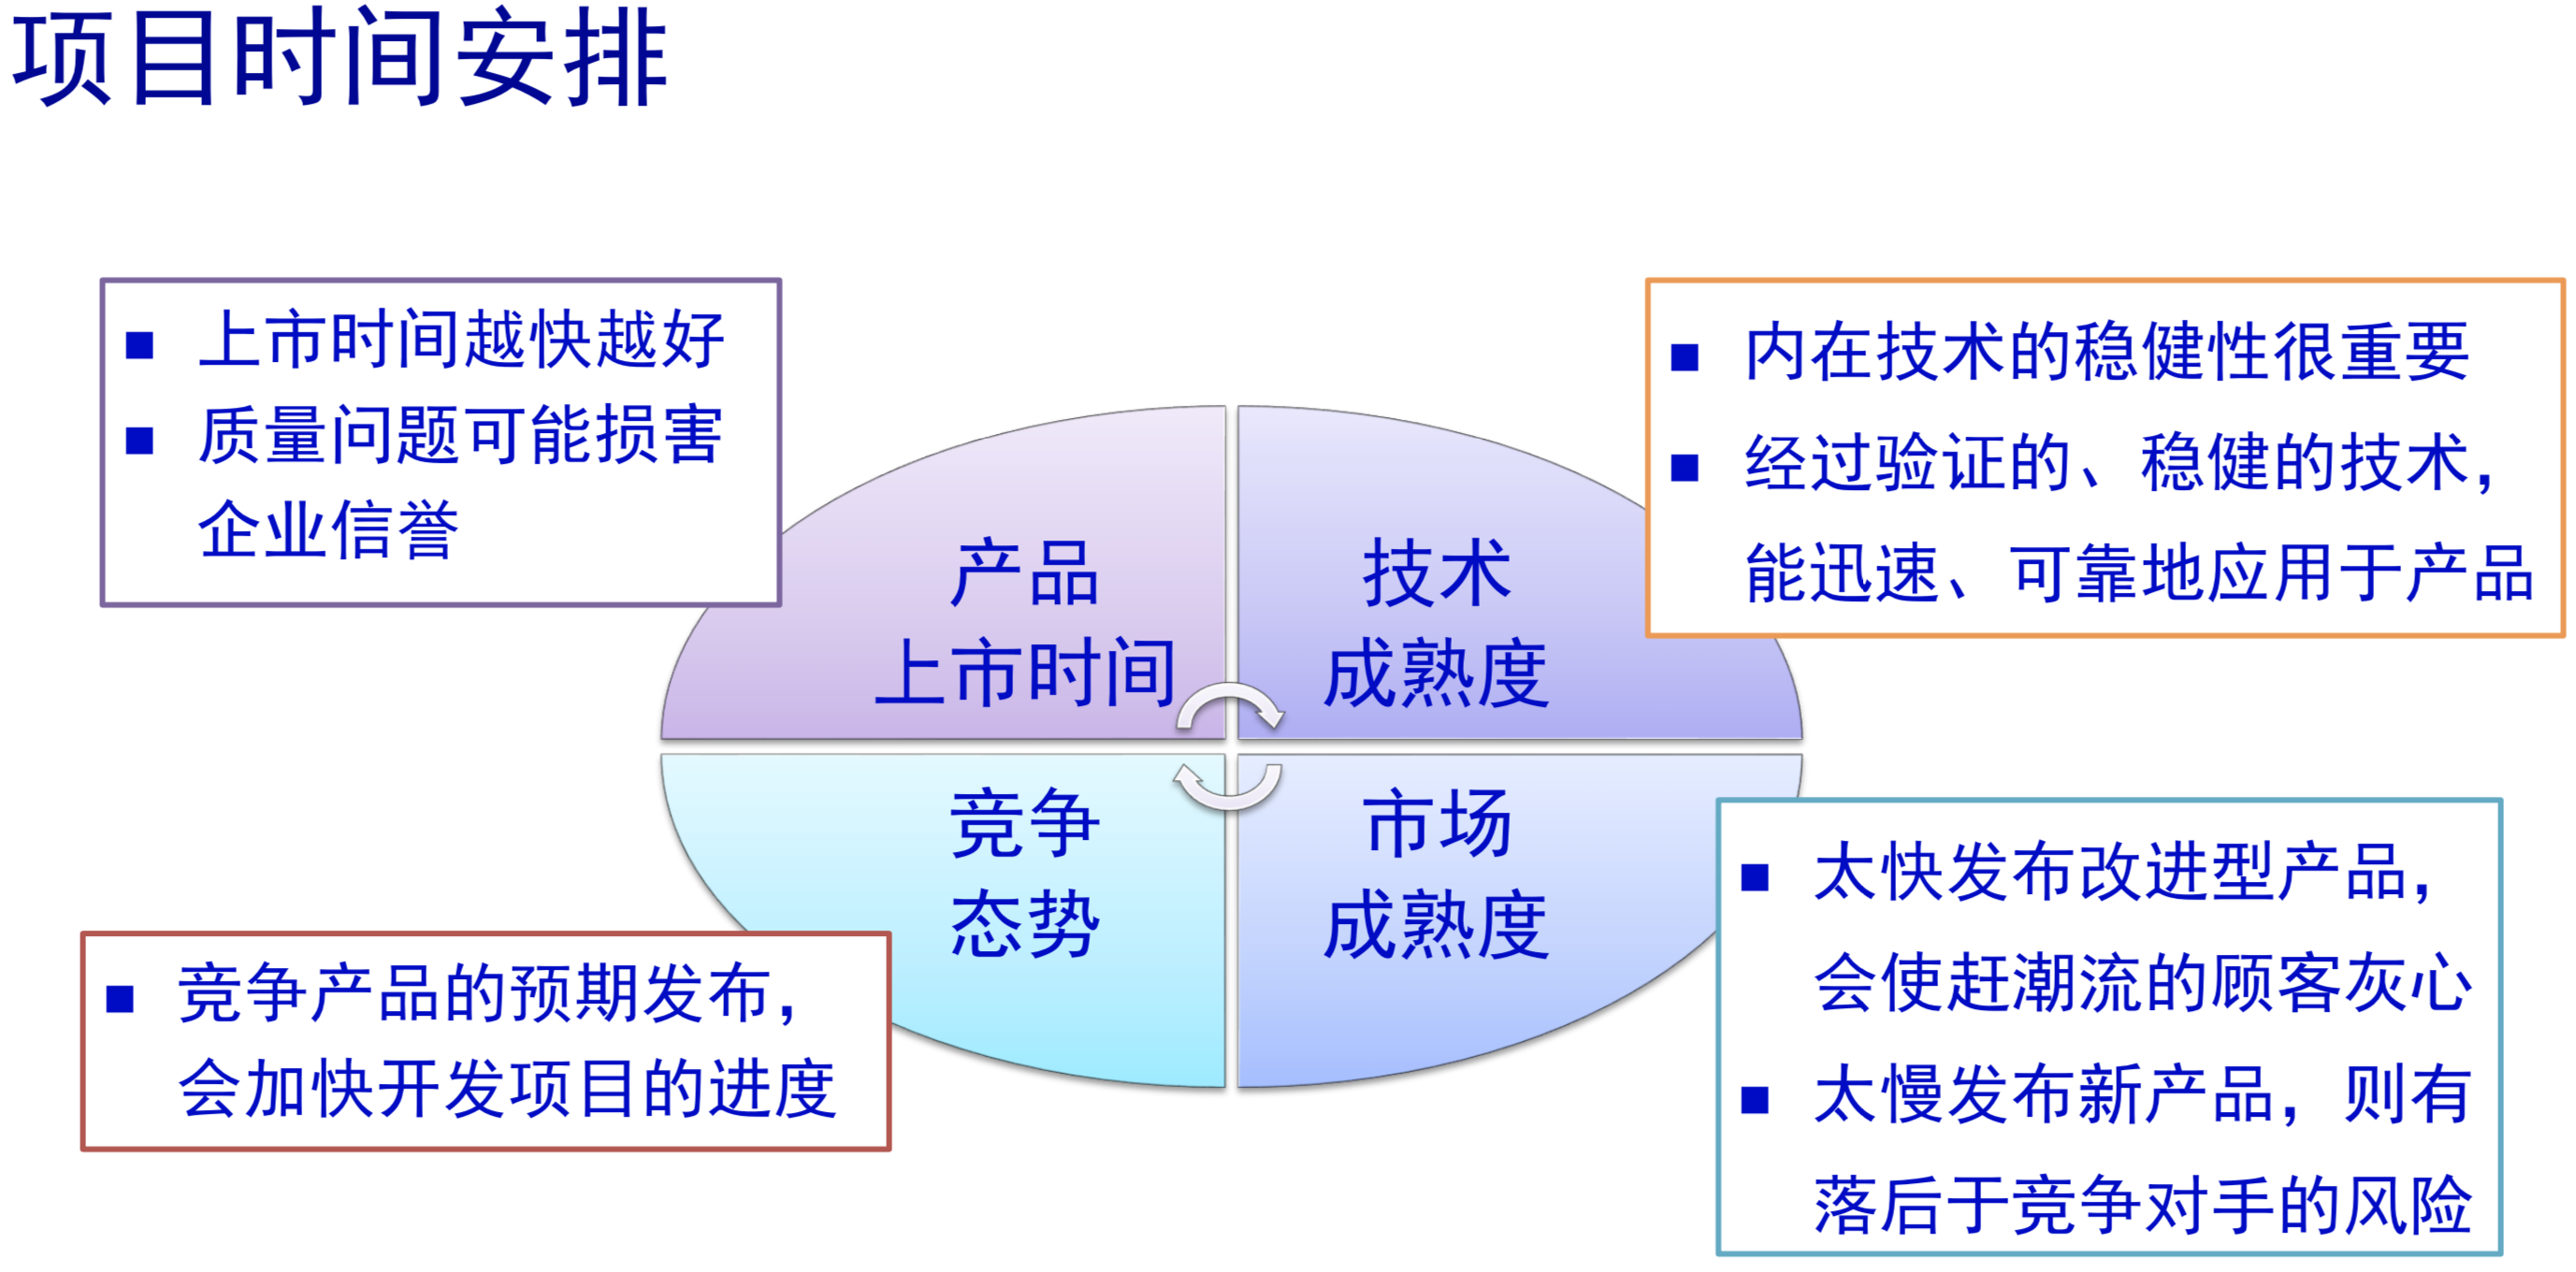 项目时间安排
■ 上市时间越快越好
■ 质量问题可能损害
企业信誉
■ 内在技术的稳健性很重要
■ 经过验证的、稳健的技术，
能迅速、可靠地应用于产品
产品
上市时间
技术
成熟度
竞争
态势
市场
成熟度
■ 竞争产品的预期发布，
会加快开发项目的进度
■ 太快发布改进型产品，
会使赶潮流的顾客灰心
■ 太慢发布新产品，则有
落后于竞争对手的风险